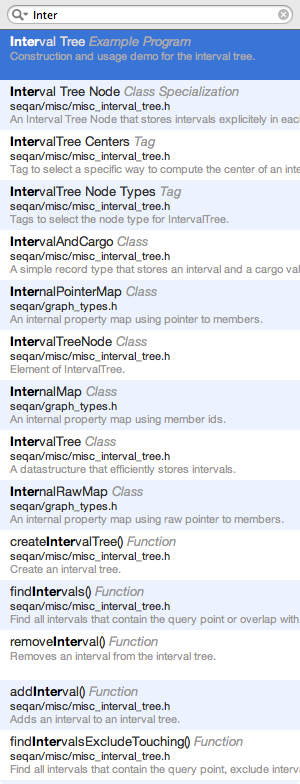 Inter
Interval Tree Example Program
Construction and usage demo for the interval tree.
Interval Tree Node Class Specialization
seqan/misc/misc_interval_tree.h
An Interval Tree Node that stores intervals explicitely in eac
IntervalTree Centers Tag
seqan/misc/misc_interval_tree.h
Tag to select a specific way to compute the center of an inte
IntervalTree Node Types Tag
seqan/misc/misc_interval_tree.h
Tags to select the node type for IntervalTree.
IntervalAndCargo Class
seqan/misc/misc_interval_tree.h
A simple record type that stores an interval and a cargo val
InternalPointerMap Class
seqan/graph_types.h
An internal property map using pointer to members.
IntervalTreeNode Class
seqan/misc/misc_interval_tree.h
Element of IntervalTree.
InternalMap Class
seqan/graph_types.h
An internal property map using member ids.
IntervalTree Class
seqan/misc/misc_interval_tree.h
A datastructure that efficiently stores intervals.
InternalRawMap Class
seqan/graph_types.h
An internal property map using raw pointer to members.
createIntervalTree() Function
seqan/misc/misc_interval_tree.h
Create an interval tree.
findIntervals() Function
seqan/misc/misc_interval_tree.h
Find all intervals that contain the query point or overlap with
removeInterval() Function
Removes an interval from the interval tree.
addInterval() Function
seqan/misc/misc_interval_tree.h
Adds an interval to an interval tree.
findIntervalsExcludeTouching() Function
seqan/misc/misc_interval_tree.h
Find all intervals that contain the query point, exclude interv